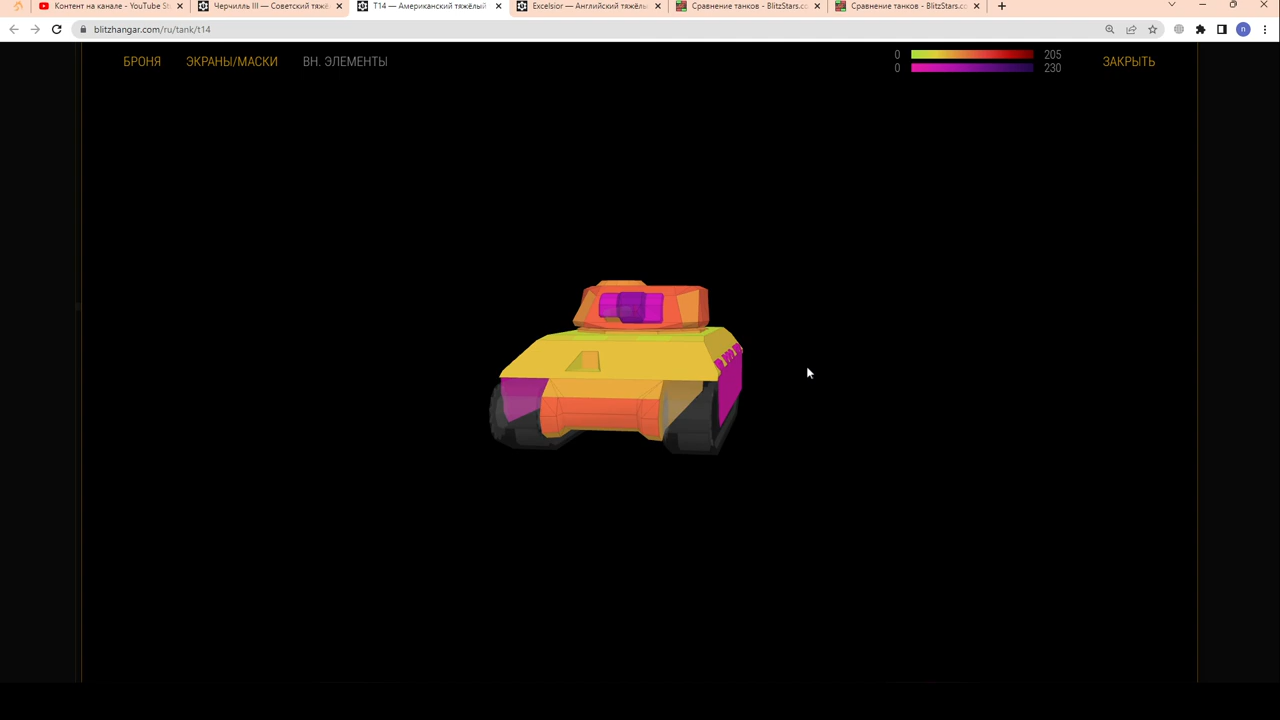 Контент на канале - YouTube St
Черчилль III — Советский тяжё
T14 — Американский тяжёлый
Excelsior — Английский тяжёлы
Сравнение танков - BlitzStars.co
Сравнение танков - BlitzStars.co
blitzhangar.com/ru/tank/t14
n
БРОНЯ
ЭКРАНЫ/МАСКИ
ВН. ЭЛЕМЕНТЫ
0
205
0
230
ЗАКРЫТЬ